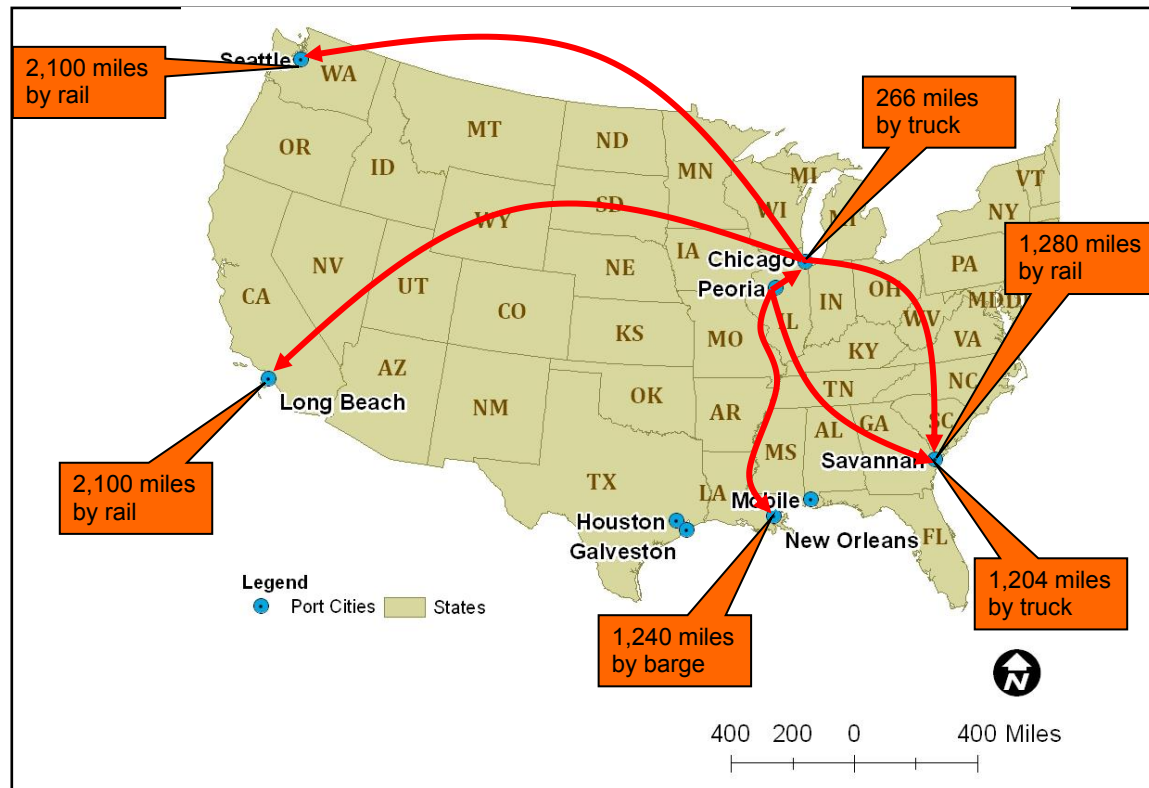 2,100 miles
by rail
Seattle
WA
OR
ID
MT
ND
MN
WI
MI
MI
VT
NY
266 miles
by truck
1,280 miles
by rail
WY
SD
IA
NE
NV
UT
CO
CA
KS
MO
Chicago
Peoria
IL
IN
OH
PA
WV
MDD
VA
KY
NC
TN
SC
AZ
NM
OK
AR
MS
AL
GA
Long Beach
Savannah
TX
LA
Mobile
Houston
Galveston
New Orleans
FL
2,100 miles
by rail
1,240 miles
by barge
1,204 miles
by truck
Legend
Port Cities
States
N
400 200 0 400 Miles